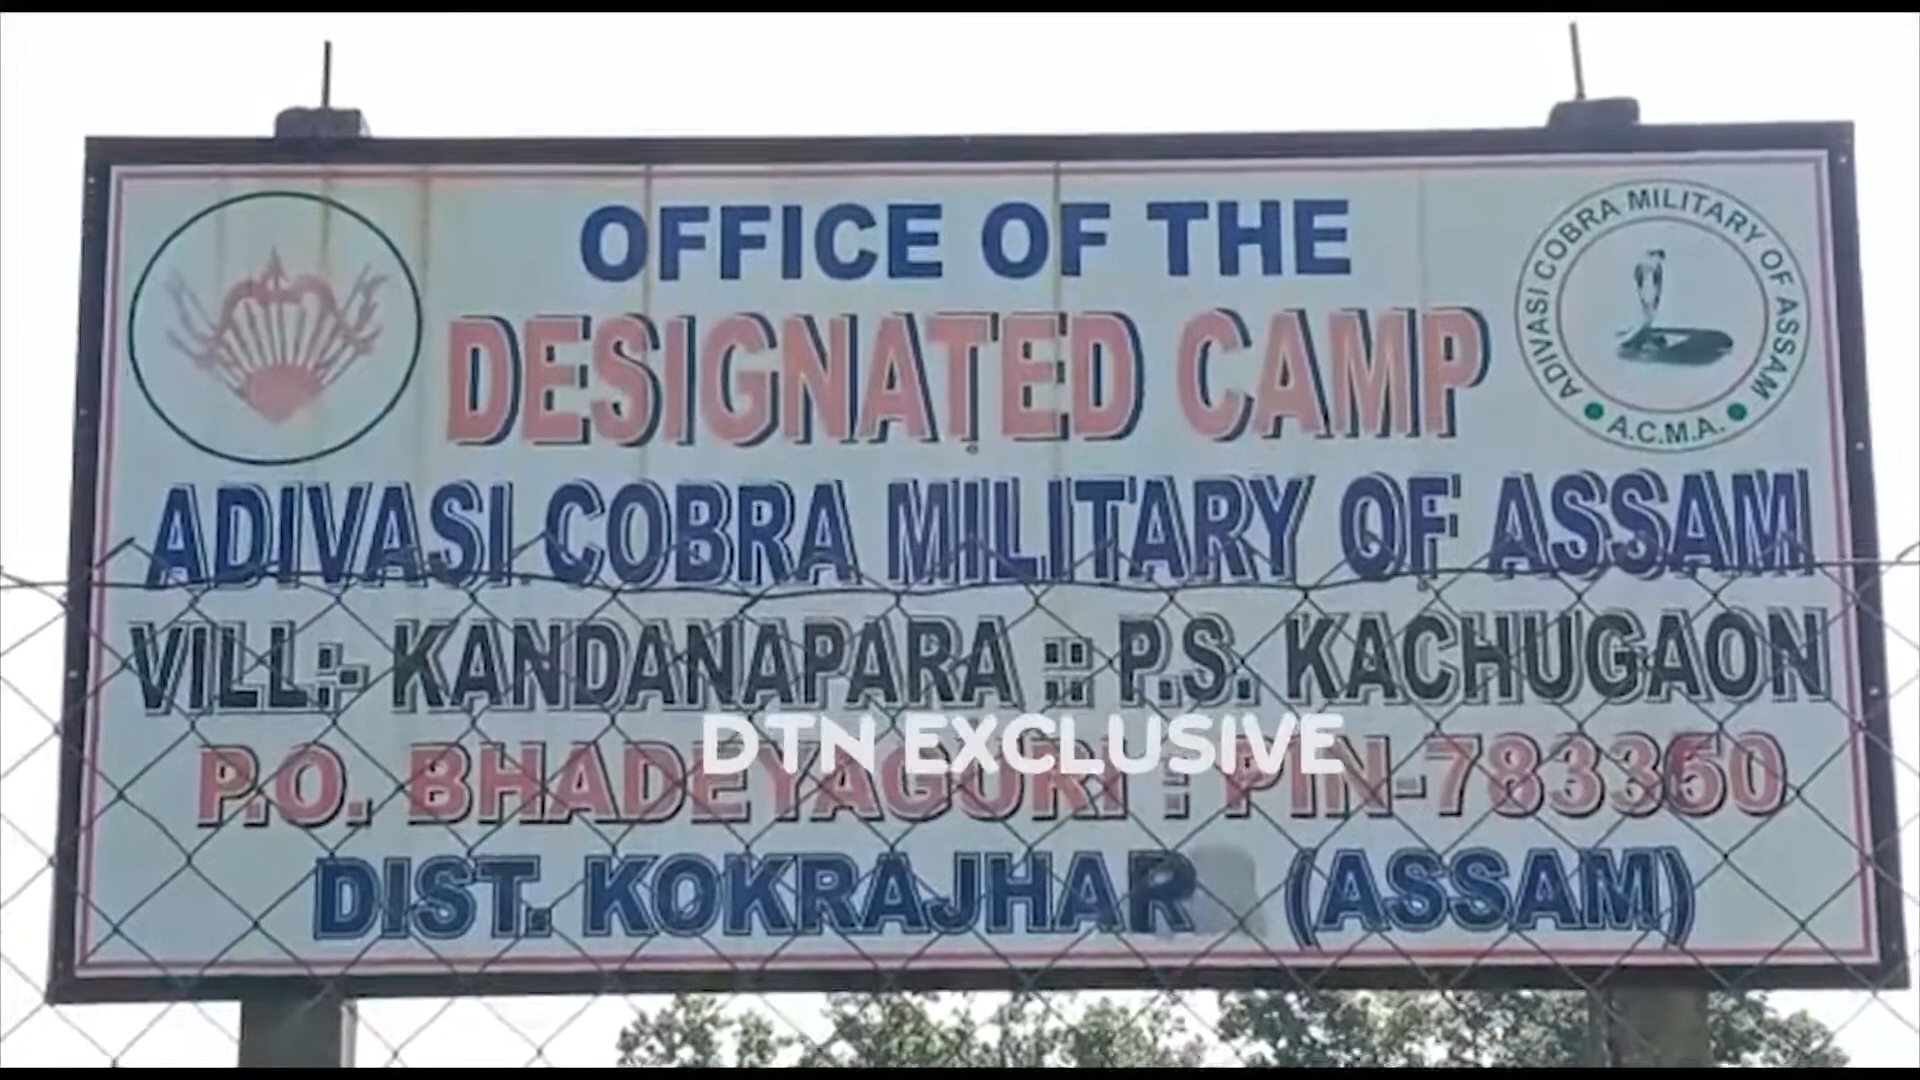 OFFICE OF THE
DESIGNATED CAMP
ADIVASI COBRA MILITARY OF ASSAM
A.C.M.A.
ADIVASI COBRA MILITARY OF ASSAM
VILL:- KANDANAPARA :: P.S. KACHUGAON
DTN EXCLUSIVE
P.O. BHADEYAGURI : PIN-783360
DIST. KOKRAJHAR (ASSAM)